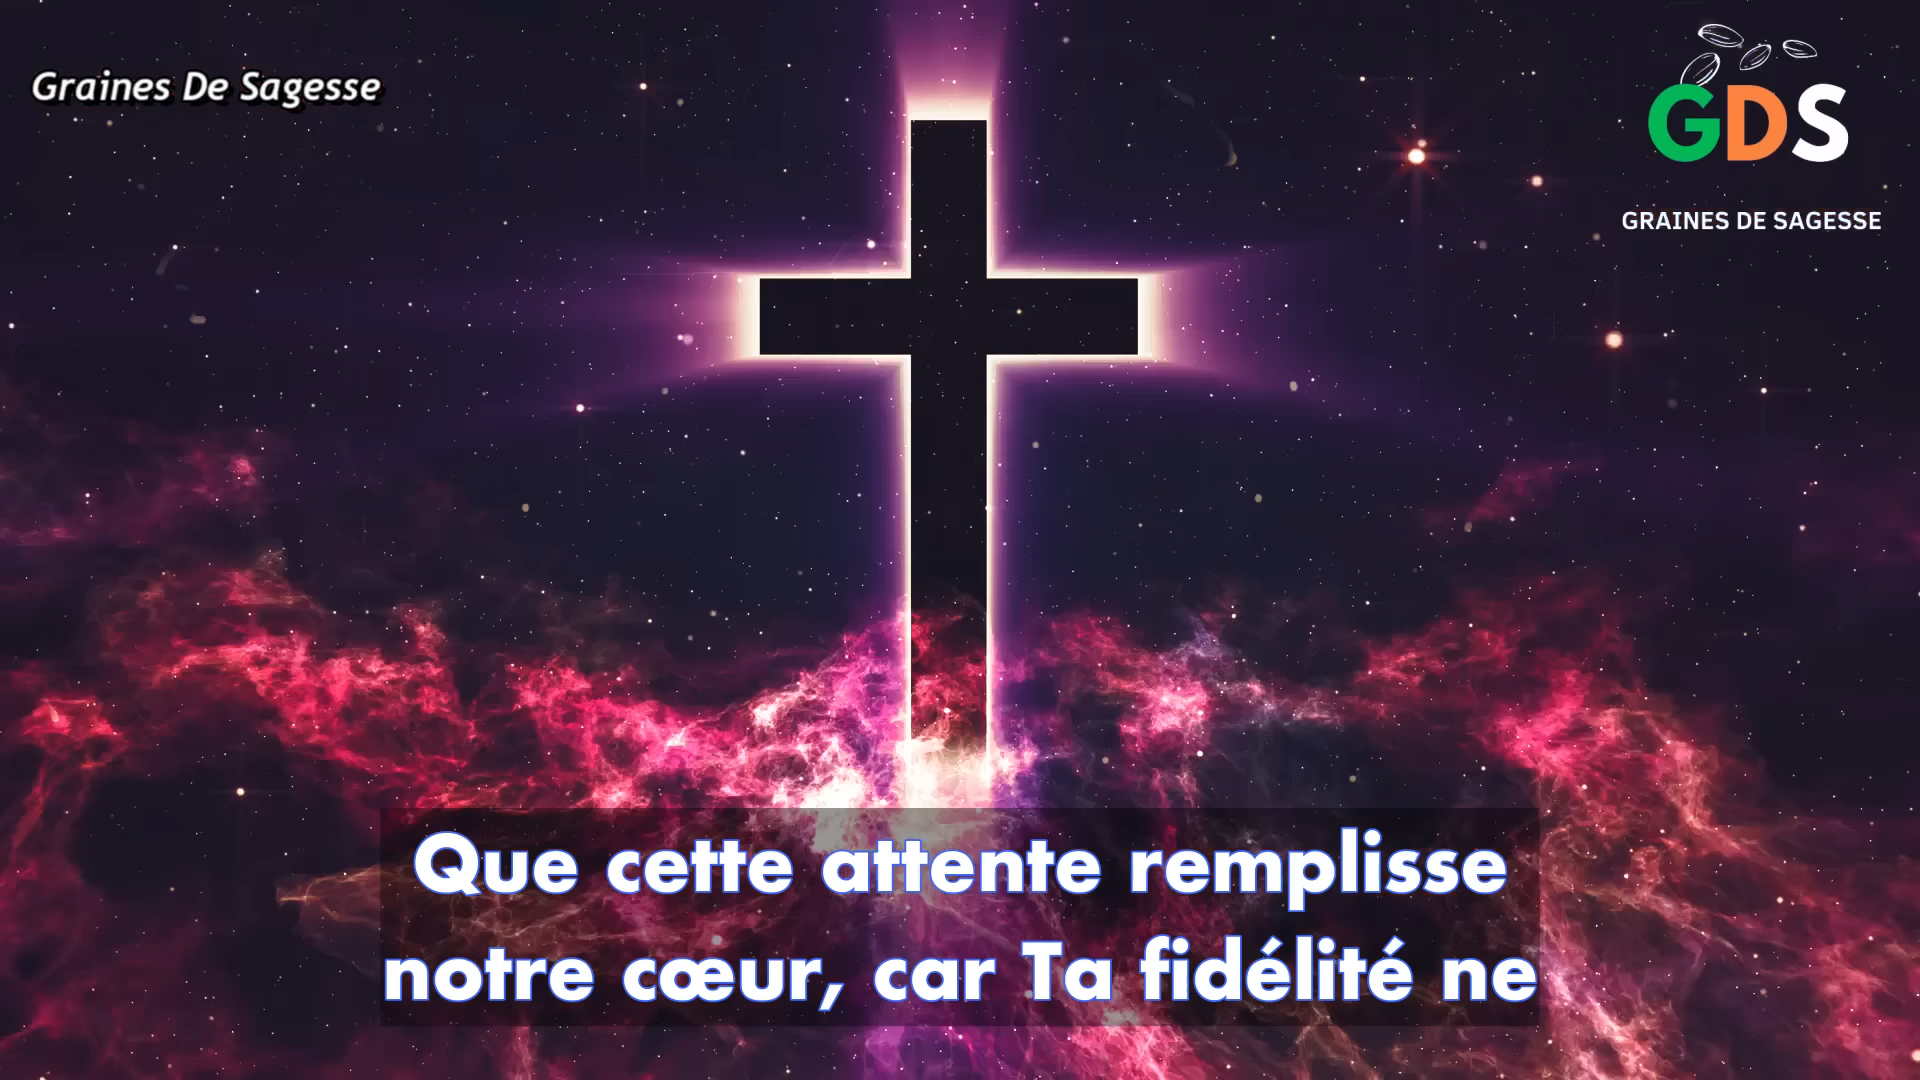 Graines De Sagesse
GDS
GRAINES DE SAGESSE
Que cette attente remplisse
notre cœur, car Ta fidélité ne